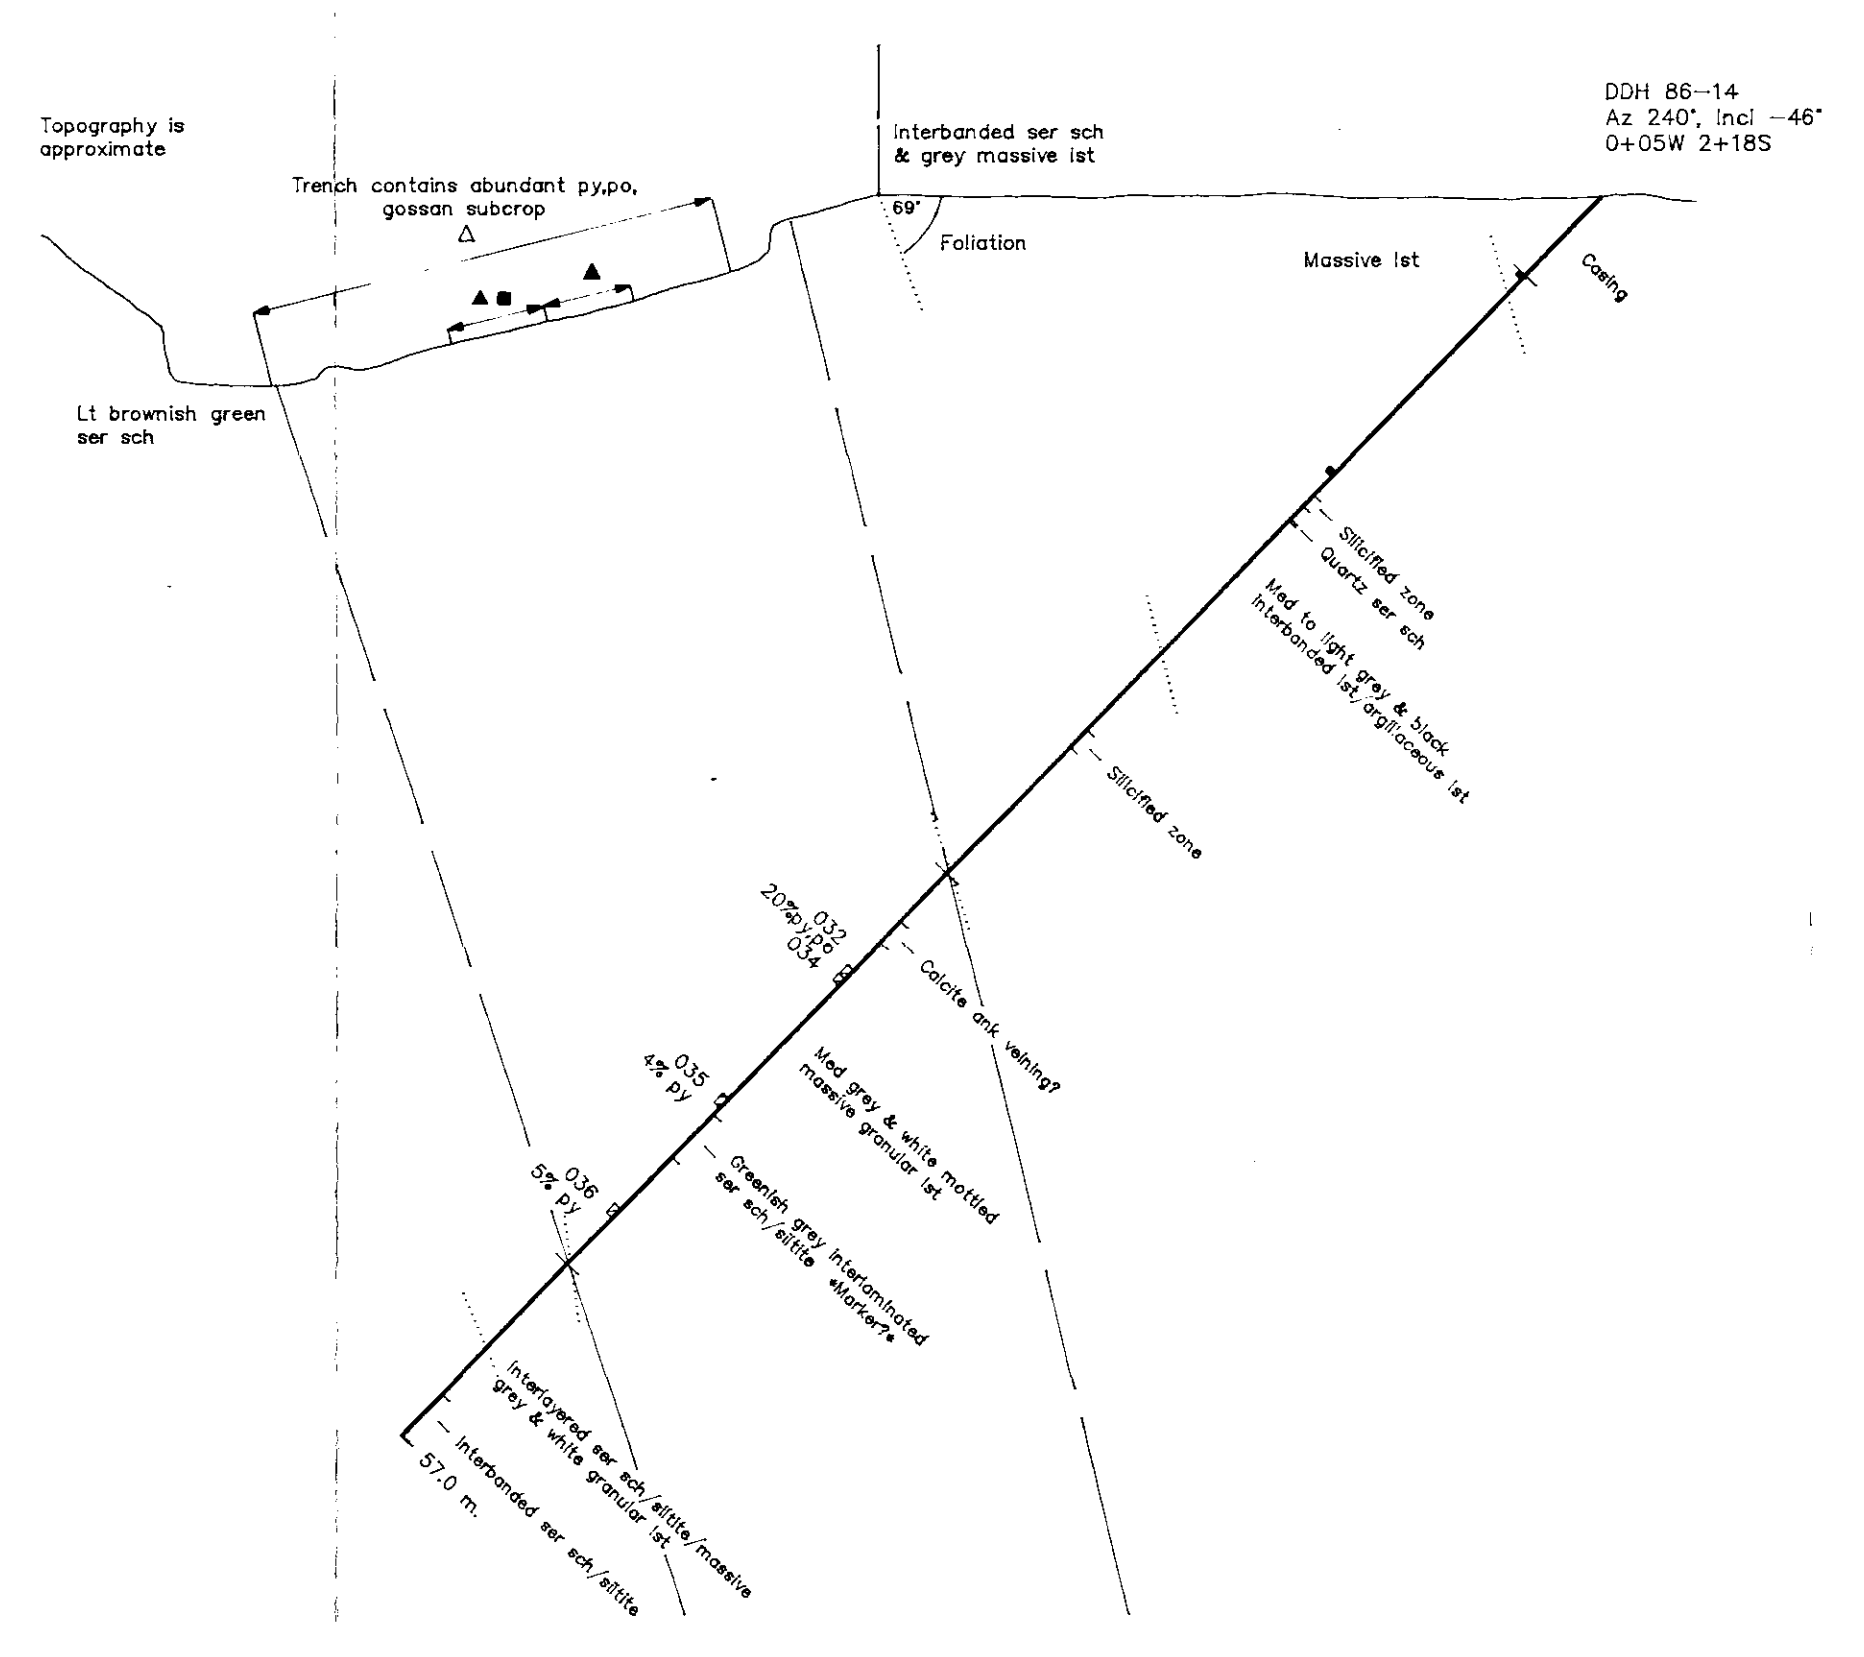 DDH 86-14
Az 240°, Incl -46°
0+05W 2+18S
Topography is
approximate
Interbanded ser sch
& grey massive lst
Trench contains abundant py,po,
gossan subcrop
69°
Foliation
Massive lst
Casing
Lt brownish green
ser sch
Silicified zone
Quartz ser sch
Med to light grey & black
interbanded lst/argillaceous lst
Silicified zone
032
20%py,po
034
Calcite ank veining?
035
4% py
Med grey & white mottled
massive granular lst
036
5% py
Greenish grey interlaminated
ser sch/siltite *Marker?*
Interlayered ser sch/siltite/massive
grey & white granular lst
Interbanded ser sch/siltite
57.0 m.